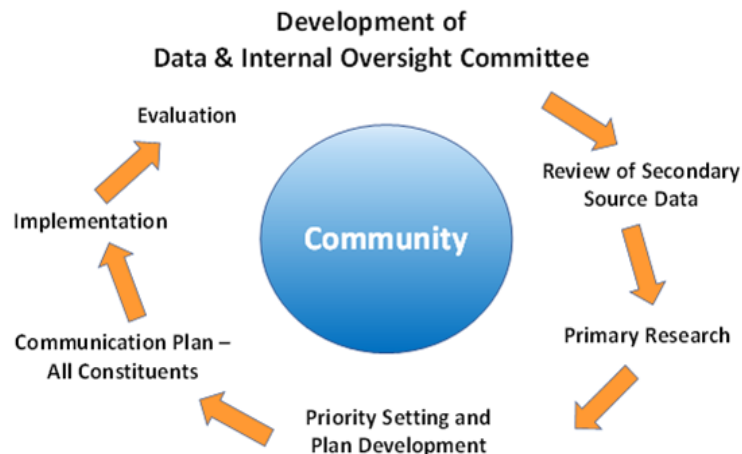 Development of
Data & Internal Oversight Committee
Evaluation
Review of Secondary
Source Data
Implementation
Community
Primary Research
Communication Plan –
All Constituents
Priority Setting and
Plan Development